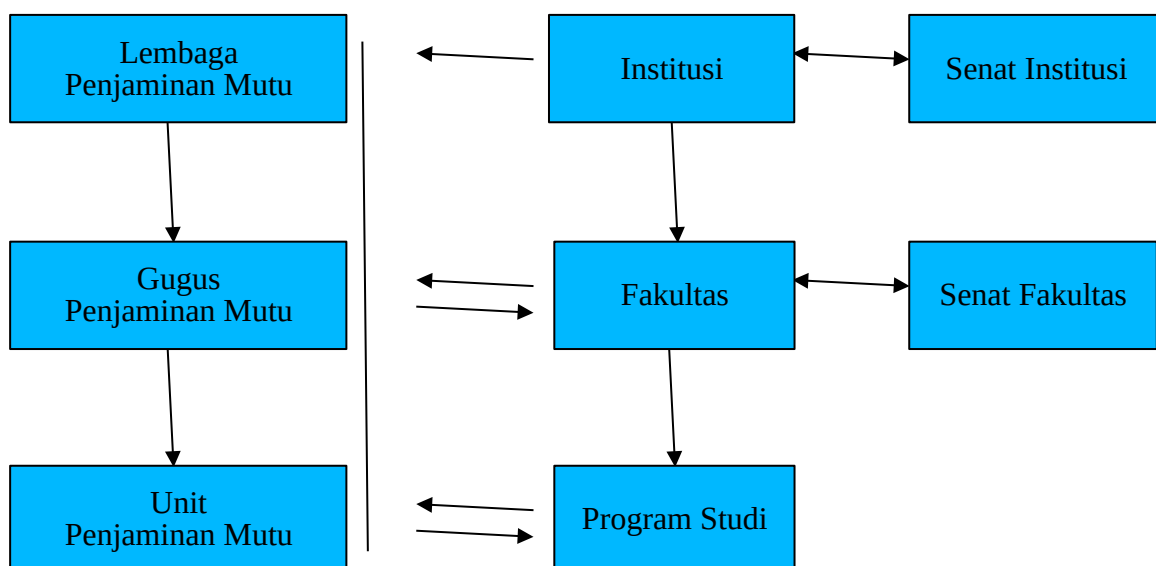 Lembaga
Penjaminan Mutu
Institusi
Senat Institusi
Gugus
Penjaminan Mutu
Fakultas
Senat Fakultas
Unit
Penjaminan Mutu
Program Studi